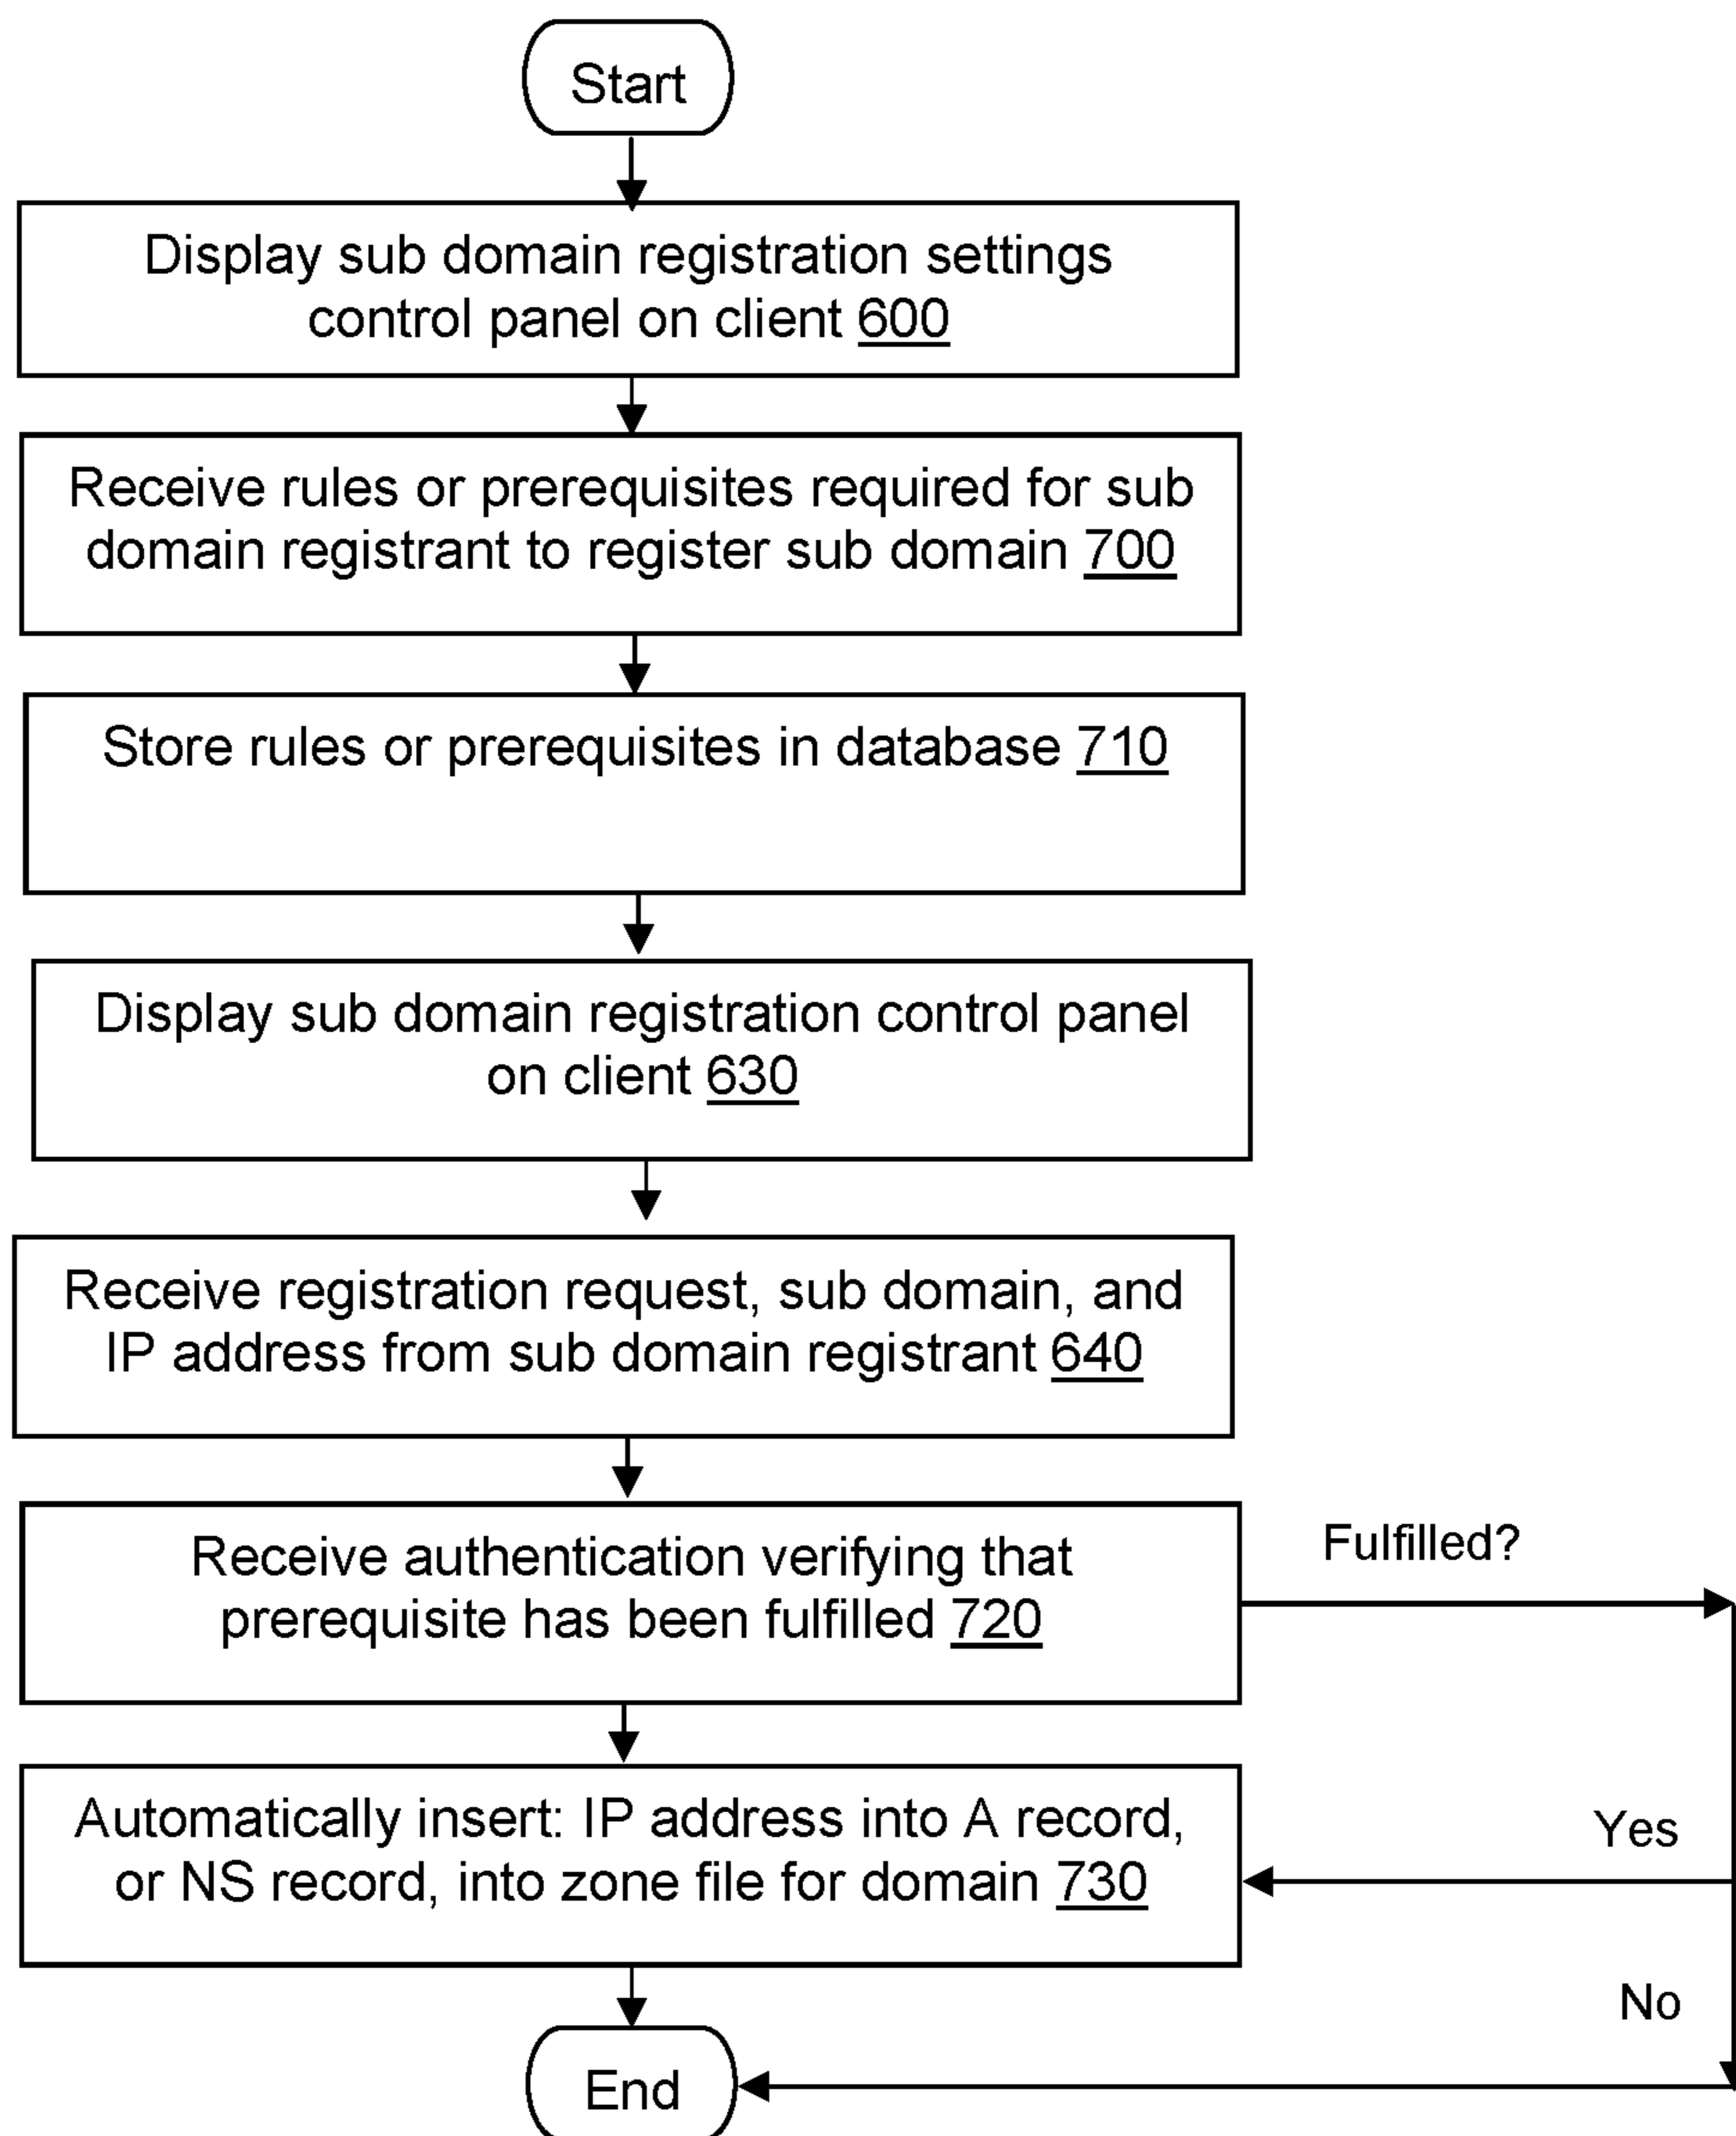 Start
Display sub domain registration settings
control panel on client 600
Receive rules or prerequisites required for sub
domain registrant to register sub domain 700
Store rules or prerequisites in database 710
Display sub domain registration control panel
on client 630
Receive registration request, sub domain, and
IP address from sub domain registrant 640
Receive authentication verifying that
prerequisite has been fulfilled 720
Fulfilled?
Automatically insert: IP address into A record,
or NS record, into zone file for domain 730
Yes
No
End